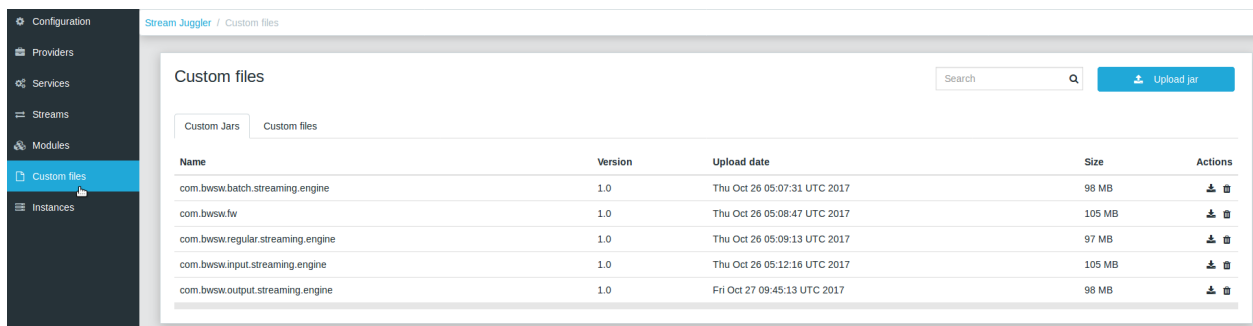 Configuration
Stream Juggler / Custom files
Providers
Services
Streams
Modules
Custom files
Instances
Custom files
Search
Upload jar
Custom Jars Custom files
Name Version Upload date Size Actions
com.bwsw.batch.streaming.engine 1.0 Thu Oct 26 05:07:31 UTC 2017 98 MB
com.bwsw.fw 1.0 Thu Oct 26 05:08:47 UTC 2017 105 MB
com.bwsw.regular.streaming.engine 1.0 Thu Oct 26 05:09:13 UTC 2017 97 MB
com.bwsw.input.streaming.engine 1.0 Thu Oct 26 05:12:16 UTC 2017 105 MB
com.bwsw.output.streaming.engine 1.0 Fri Oct 27 09:45:13 UTC 2017 98 MB